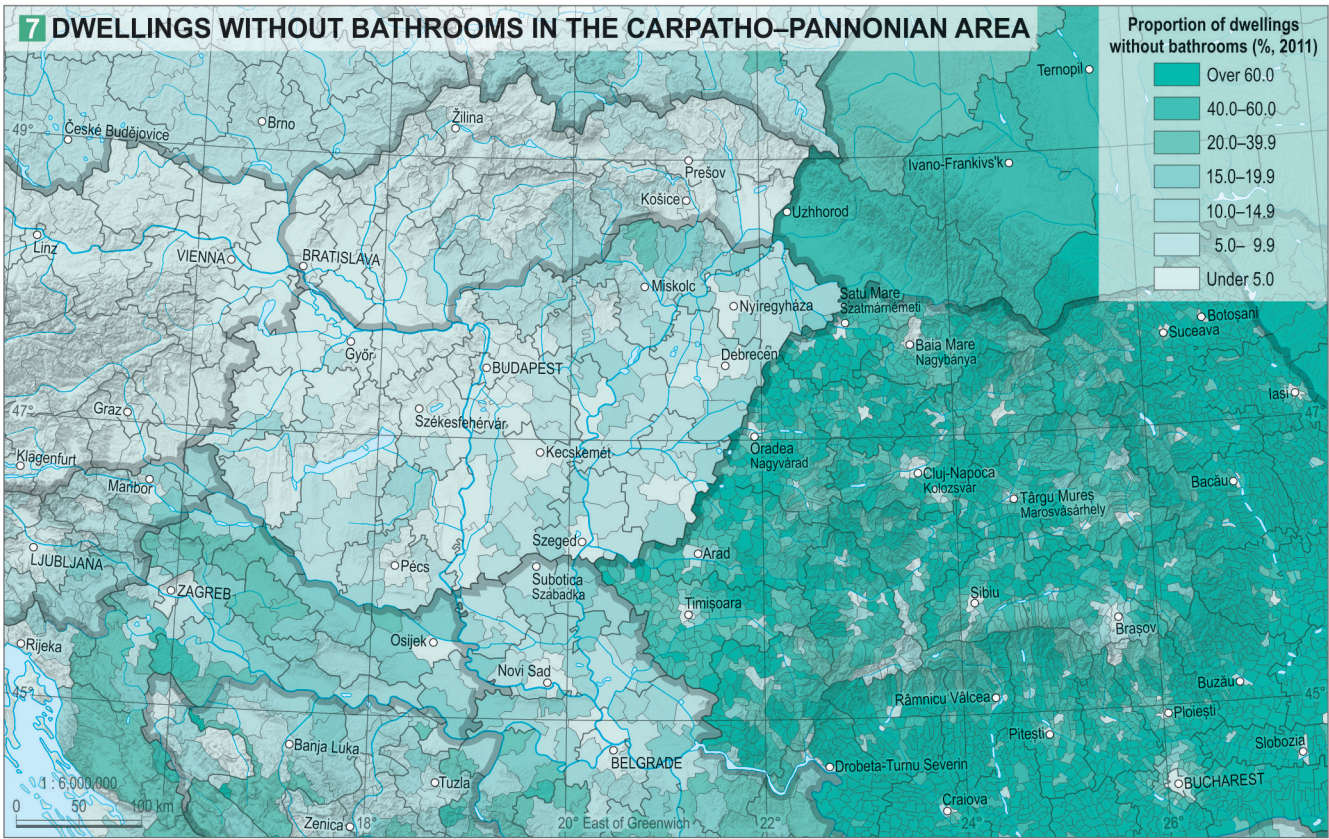 7 DWELLINGS WITHOUT BATHROOMS IN THE CARPATHO–PANNONIAN AREA
Proportion of dwellings
without bathrooms (%, 2011)
Over 60.0
40.0–60.0
20.0–39.9
15.0–19.9
10.0–14.9
5.0– 9.9
Under 5.0
Ternopil
49°
České Budějovice
Brno
Žilina
Ivano-Frankivs'k
Prešov
Košice
Uzhhorod
Linz
VIENNA
BRATISLAVA
Miskolc
Nyíregyháza
Satu Mare
Szatmárnémeti
Botoșani
Suceava
Baia Mare
Nagybánya
Győr
BUDAPEST
Debrecen
Iași
47°
47°
Graz
Székesfehérvár
Klagenfurt
Kecskemét
Oradea
Nagyvárad
Maribor
Cluj-Napoca
Kolozsvár
Bacău
Târgu Mureș
Marosvásárhely
LJUBLJANA
Szeged
Arad
Pécs
Subotica
Szabadka
ZAGREB
Timișoara
Sibiu
Brașov
Rijeka
Osijek
Novi Sad
45°
45°
Râmnicu Vâlcea
Buzău
Ploiești
Pitești
Slobozia
Banja Luka
BELGRADE
Drobeta-Turnu Severin
Tuzla
BUCHAREST
1 : 6,000,000
0 50 100 km
Craiova
Zenica
18°
20° East of Greenwich
22°
24°
26°